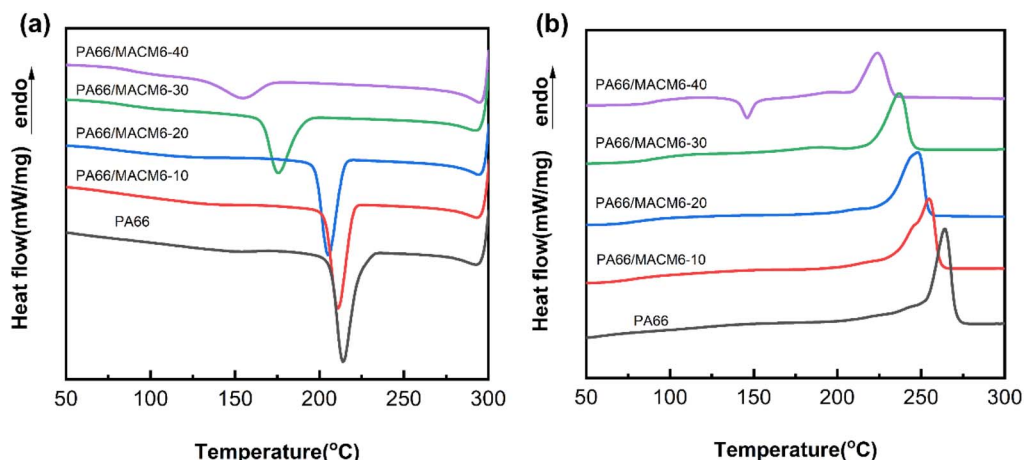 (a)
PA66/MACM6-40
PA66/MACM6-30
PA66/MACM6-20
PA66/MACM6-10
PA66
Heat flow(mW/mg) endo
50 100 150 200 250 300
Temperature(°C)
(b)
PA66/MACM6-40
PA66/MACM6-30
PA66/MACM6-20
PA66/MACM6-10
PA66
Heat flow(mW/mg) endo
50 100 150 200 250 300
Temperature(°C)